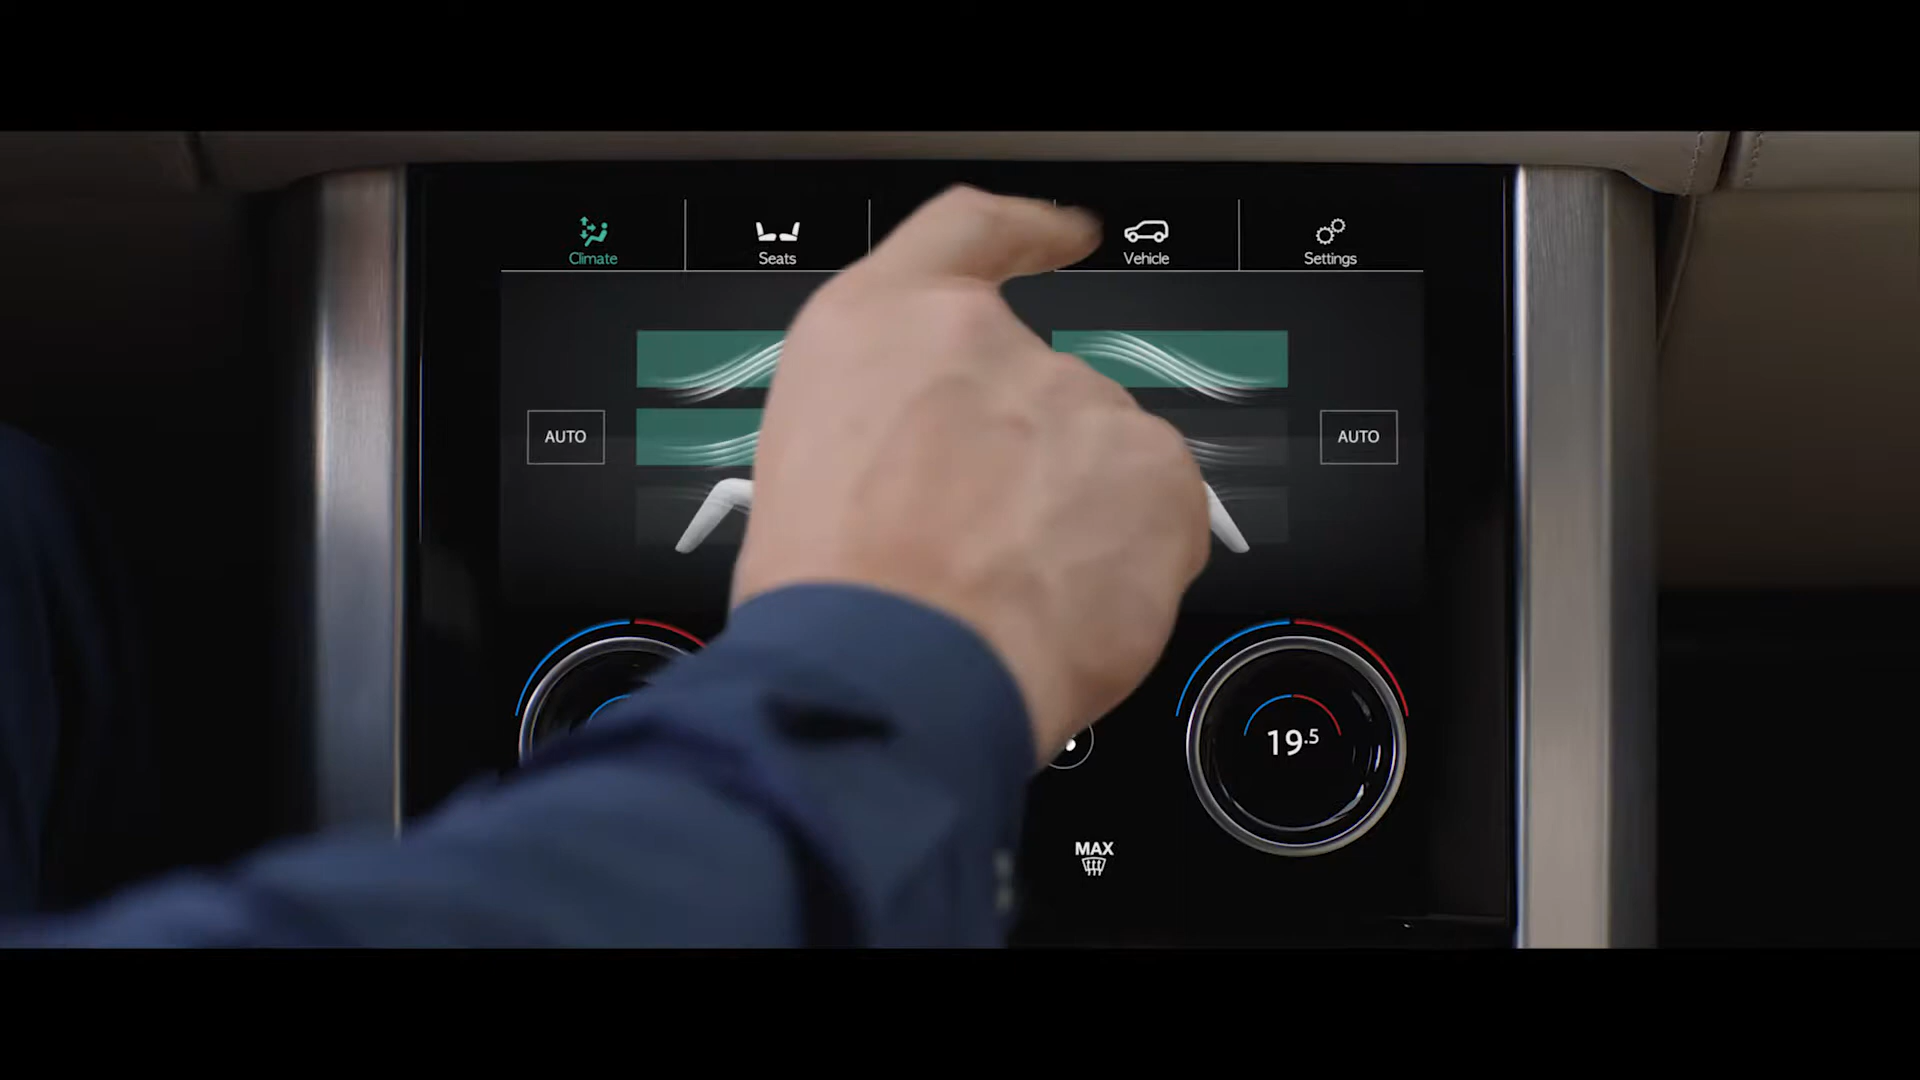 Climate
Seats
Vehicle
Settings
AUTO
AUTO
19.5
MAX